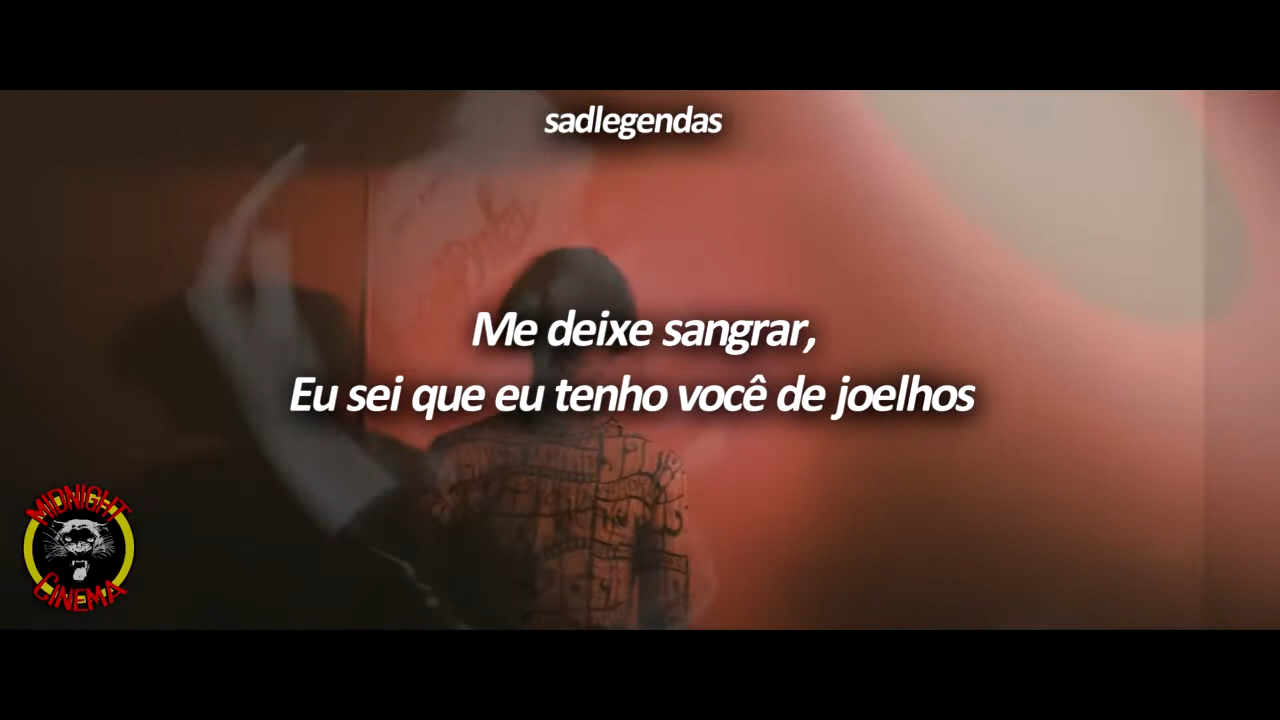 sadlegendas
Me deixe sangrar,
Eu sei que eu tenho você de joelhos
MIDNIGHT
CINEMA